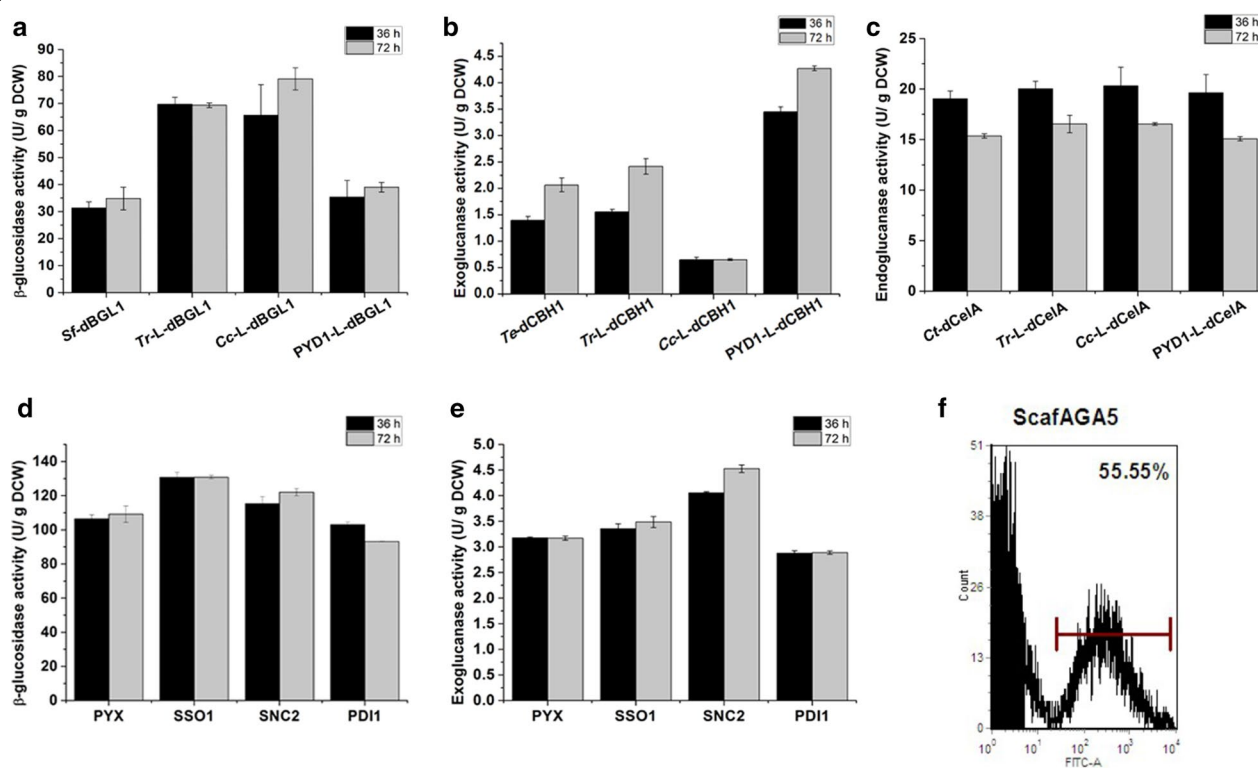 a
36 h
72 h
β-glucosidase activity (U/ g DCW)
90
80
70
60
50
40
30
20
10
0
Sf-dBGL1
Tr-L-dBGL1
Cc-L-dBGL1
PYD1-L-dBGL1
b
36 h
72 h
Exoglucanase activity (U/ g DCW)
4.5
4.0
3.5
3.0
2.5
2.0
1.5
1.0
0.5
0.0
Te-dCBH1
Tr-L-dCBH1
Cc-L-dCBH1
PYD1-L-dCBH1
c
36 h
72 h
Endoglucanase activity (U/ g DCW)
25
20
15
10
5
0
Ct-dCelA
Tr-L-dCelA
Cc-L-dCelA
PYD1-L-dCelA
d
36 h
72 h
β-glucosidase activity (U/ g DCW)
140
120
100
80
60
40
20
0
PYX
SSO1
SNC2
PDI1
e
36 h
72 h
Exoglucanase activity (U/ g DCW)
5.0
4.5
4.0
3.5
3.0
2.5
2.0
1.5
1.0
0.5
0.0
PYX
SSO1
SNC2
PDI1
f
ScafAGA5
55.55%
Count
51
38
26
13
0
10⁰
10¹
10²
10³
10⁴
FITC-A